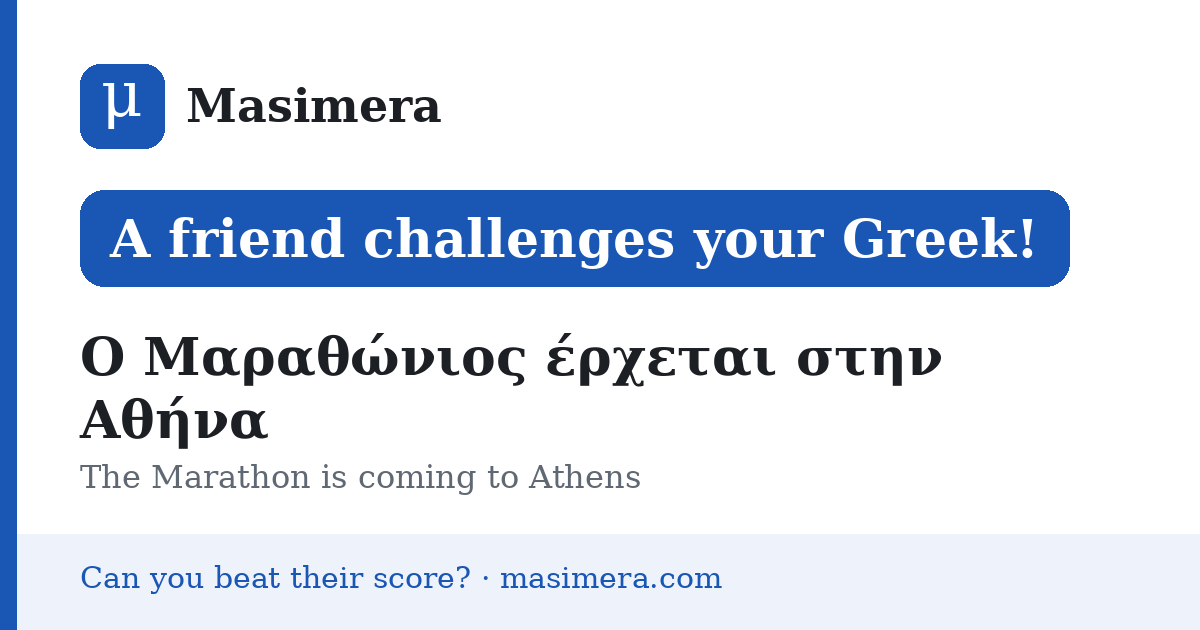 μ Masimera
A friend challenges your Greek!
Ο Μαραθώνιος έρχεται στην
Αθήνα
The Marathon is coming to Athens
Can you beat their score? · masimera.com